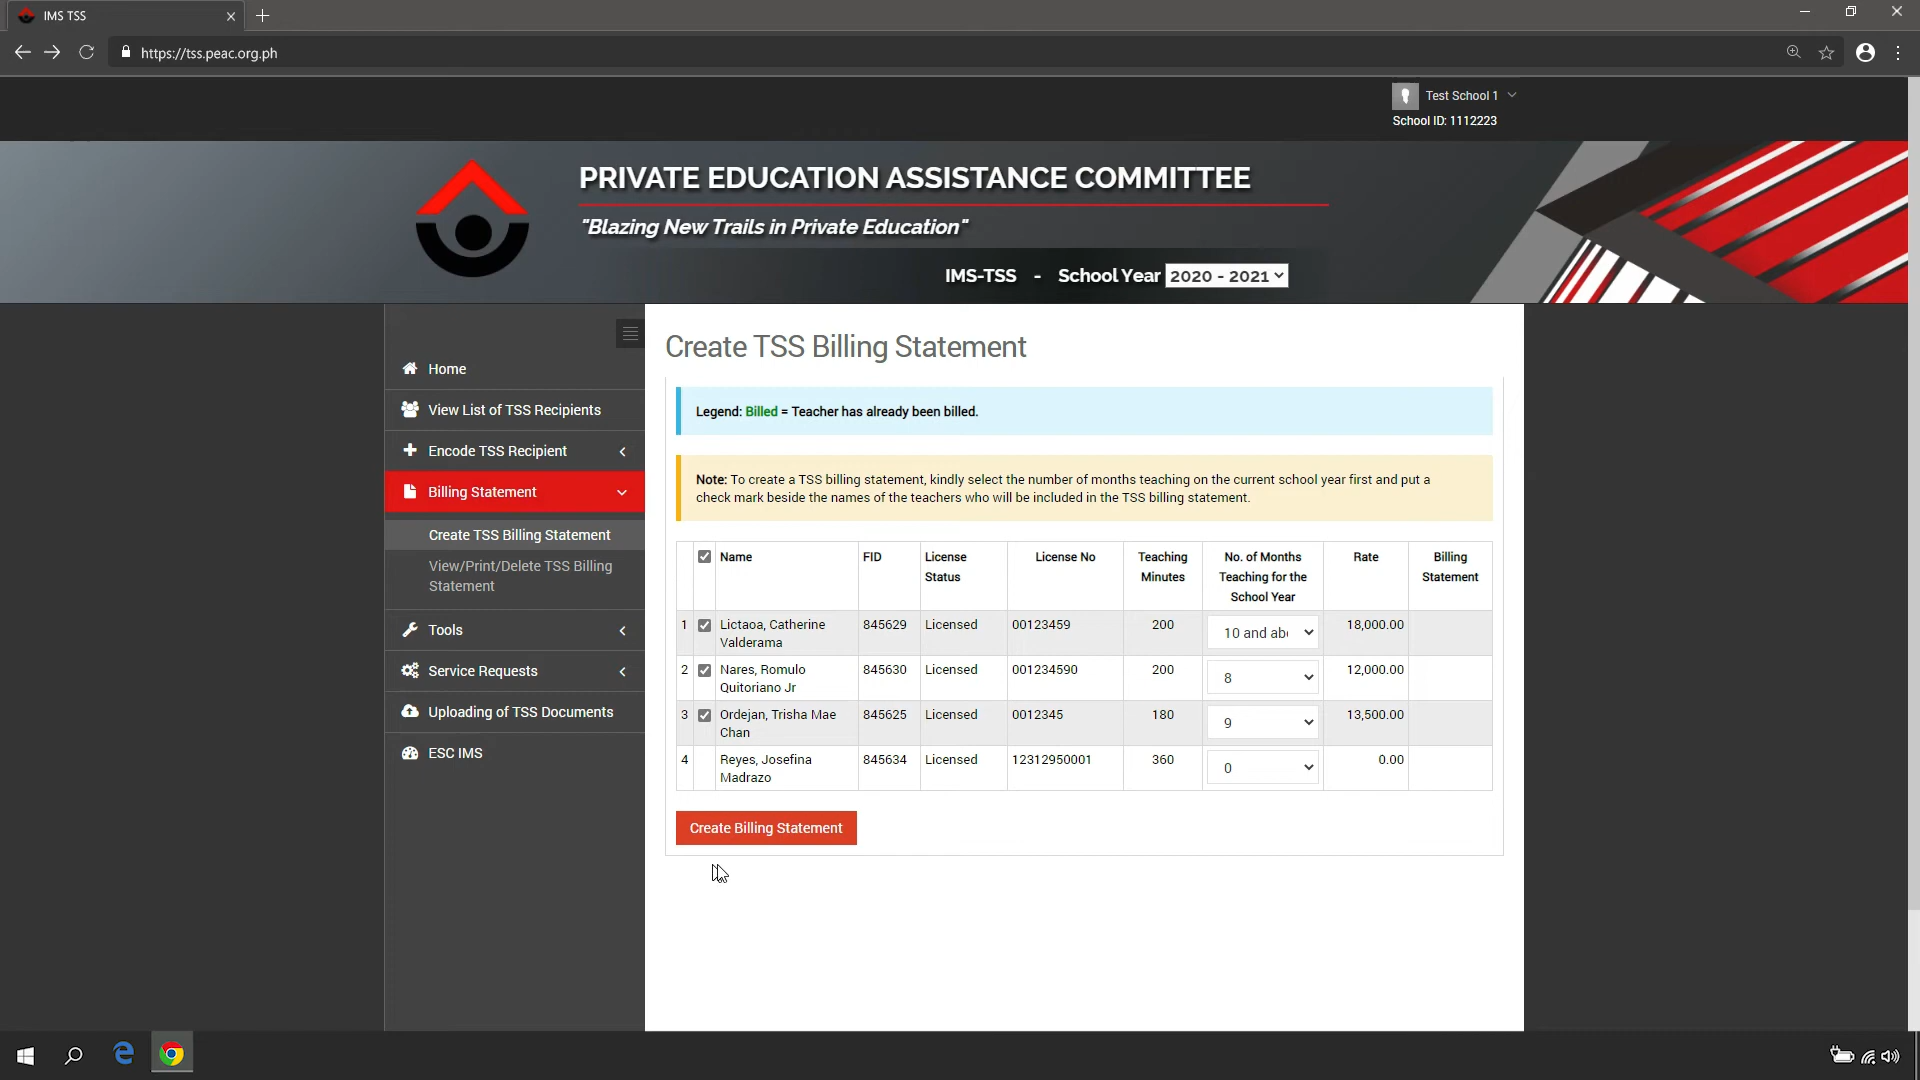 IMS TSS
https://tss.peac.org.ph
Test School 1
School ID: 1112223
PRIVATE EDUCATION ASSISTANCE COMMITTEE
"Blazing New Trails in Private Education"
IMS-TSS - School Year 2020 - 2021
Home
View List of TSS Recipients
Encode TSS Recipient
Billing Statement
Create TSS Billing Statement
View/Print/Delete TSS Billing
Statement
Tools
Service Requests
Uploading of TSS Documents
ESC IMS
Create TSS Billing Statement
Legend: Billed = Teacher has already been billed.
Note: To create a TSS billing statement, kindly select the number of months teaching on the current school year first and put a
check mark beside the names of the teachers who will be included in the TSS billing statement.
Name FID License Status License No Teaching Minutes No. of Months Teaching for the School Year Rate Billing Statement
1 Lictaoa, Catherine Valderama 845629 Licensed 00123459 200 10 and abo 18,000.00
2 Nares, Romulo Quitoriano Jr 845630 Licensed 001234590 200 8 12,000.00
3 Ordejan, Trisha Mae Chan 845625 Licensed 0012345 180 9 13,500.00
4 Reyes, Josefina Madrazo 845634 Licensed 12312950001 360 0 0.00
Create Billing Statement